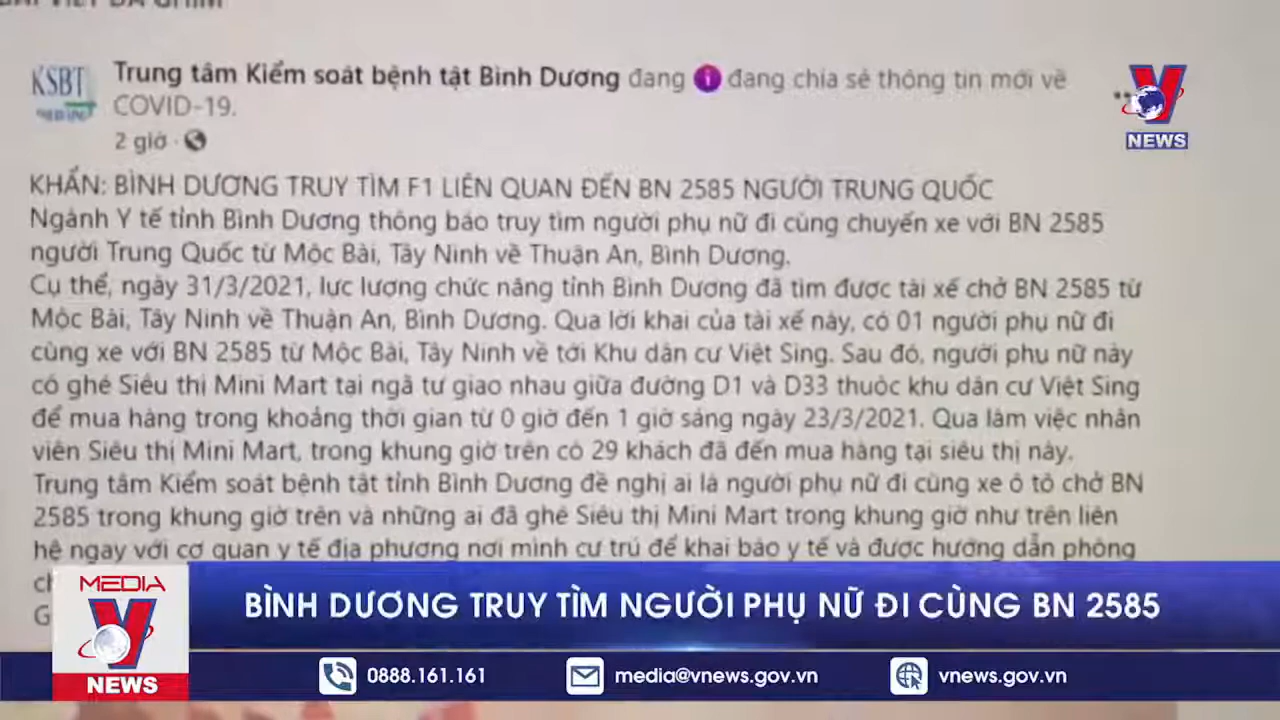 BÀI VIẾT ĐÃ GHIM
KSBT
Trung tâm Kiểm soát bệnh tật Bình Dương đang i đang chia sẻ thông tin mới về
COVID-19.
2 giờ ·
V
NEWS
KHẨN: BÌNH DƯƠNG TRUY TÌM F1 LIÊN QUAN ĐẾN BN 2585 NGƯỜI TRUNG QUỐC
Ngành Y tế tỉnh Bình Dương thông báo truy tìm người phụ nữ đi cùng chuyến xe với BN 2585
người Trung Quốc từ Mộc Bài, Tây Ninh về Thuận An, Bình Dương.
Cụ thể, ngày 31/3/2021, lực lượng chức năng tỉnh Bình Dương đã tìm được tài xế chở BN 2585 từ
Mộc Bài, Tây Ninh về Thuận An, Bình Dương. Qua lời khai của tài xế này, có 01 người phụ nữ đi
cùng xe với BN 2585 từ Mộc Bài, Tây Ninh về tới Khu dân cư Việt Sing. Sau đó, người phụ nữ này
có ghé Siêu thị Mini Mart tại ngã tư giao nhau giữa đường D1 và D33 thuộc khu dân cư Việt Sing
để mua hàng trong khoảng thời gian từ 0 giờ đến 1 giờ sáng ngày 23/3/2021. Qua làm việc nhân
viên Siêu thị Mini Mart, trong khung giờ trên có 29 khách đã đến mua hàng tại siêu thị này.
Trung tâm Kiểm soát bệnh tật tỉnh Bình Dương đề nghị ai là người phụ nữ đi cùng xe ô tô chở BN
2585 trong khung giờ trên và những ai đã ghé Siêu thị Mini Mart trong khung giờ như trên liên
hệ ngay với cơ quan y tế địa phương nơi mình cư trú để khai báo y tế và được hướng dẫn phòng
MEDIA
V
NEWS
BÌNH DƯƠNG TRUY TÌM NGƯỜI PHỤ NỮ ĐI CÙNG BN 2585
0888.161.161
media@vnews.gov.vn
vnews.gov.vn